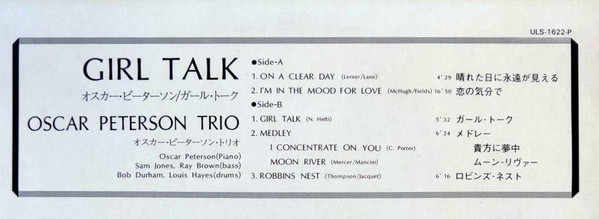 ULS-1622-P
GIRL TALK
オスカー・ピーターソン/ガール・トーク
OSCAR PETERSON TRIO
オスカー・ピーターソン・トリオ
Oscar Peterson(Piano)
Sam Jones, Ray Brown(bass)
Bob Durham, Louis Hayes(drums)
●Side-A
1. ON A CLEAR DAY (Lerner/Lane) 4'29 晴れた日に永遠が見える
2. I'M IN THE MOOD FOR LOVE (McHugh/Fields) 16'50 恋の気分で
●Side-B
1. GIRL TALK (N. Helti) 5'32 ガール・トーク
2. MEDLEY 6'24 メドレー
I CONCENTRATE ON YOU (C. Porter) 貴方に夢中
MOON RIVER (Mercer/Mancini) ムーン・リヴァー
3. ROBBINS NEST (Thompson/Jacquet) 6'16 ロビンズ・ネスト